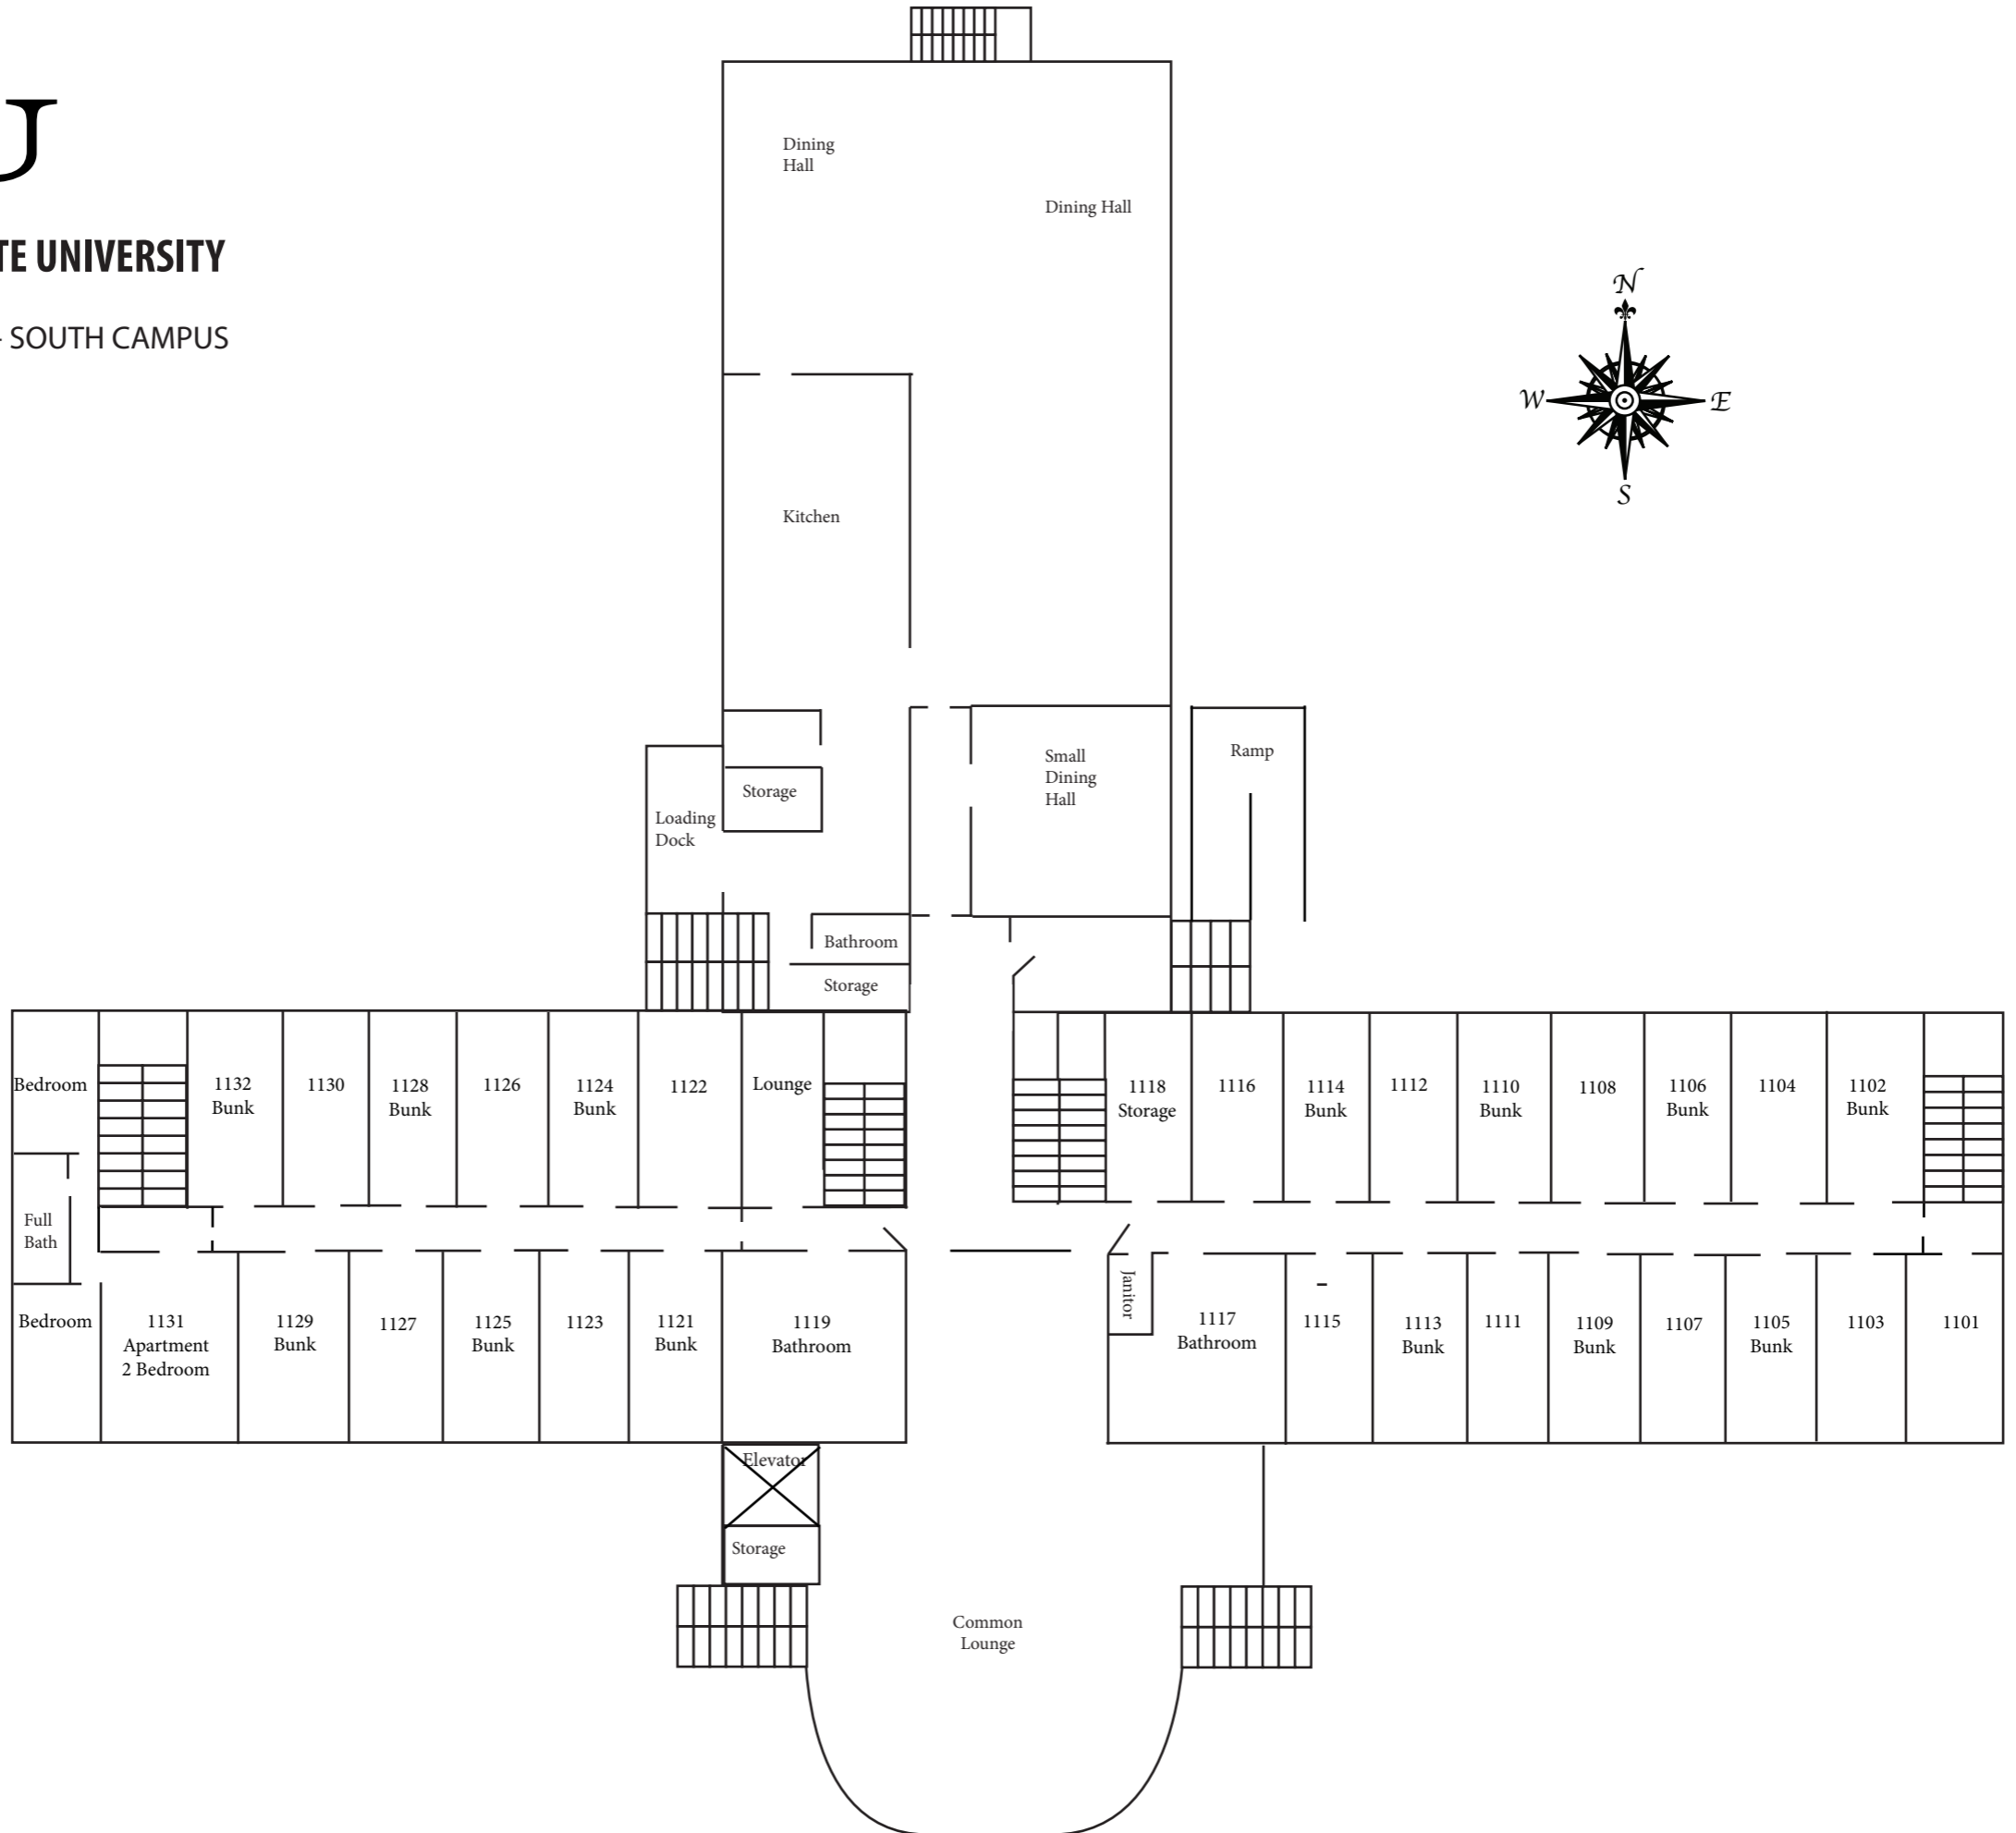 U
TE UNIVERSITY
- SOUTH CAMPUS
Dining
Hall
Dining Hall
N
W
E
S
Kitchen
Small
Dining
Hall
Ramp
Storage
Loading
Dock
Bathroom
Storage
Bedroom
1132
Bunk
1130
1128
Bunk
1126
1124
Bunk
1122
Lounge
1118
Storage
1116
1114
Bunk
1112
1110
Bunk
1108
1106
Bunk
1104
1102
Bunk
Full
Bath
Bedroom
1131
Apartment
2 Bedroom
1129
Bunk
1127
1125
Bunk
1123
1121
Bunk
1119
Bathroom
Janitor
1117
Bathroom
1115
1113
Bunk
1111
1109
Bunk
1107
1105
Bunk
1103
1101
Elevator
Storage
Common
Lounge